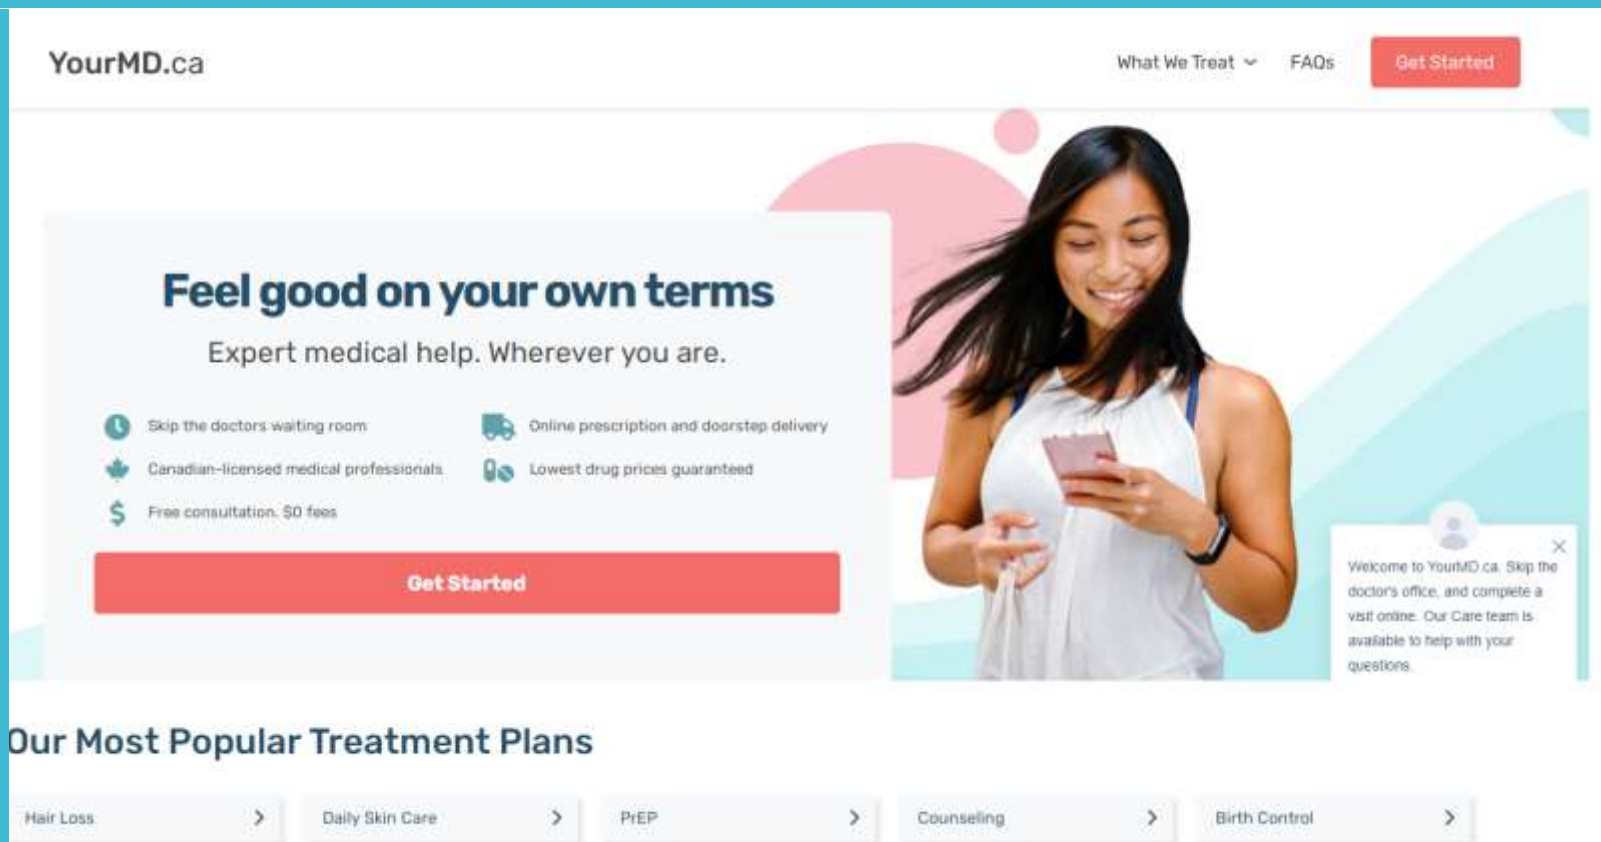 YourMD.ca
What We Treat
FAQs
Get Started
Feel good on your own terms
Expert medical help. Wherever you are.
Skip the doctors waiting room
Online prescription and doorstep delivery
Canadian-licensed medical professionals
Lowest drug prices guaranteed
Free consultation. $0 fees
Get Started
Welcome to YourMD.ca. Skip the
doctor's office, and complete a
visit online. Our Care team is
available to help with your
questions.
Our Most Popular Treatment Plans
Hair Loss
Daily Skin Care
PrEP
Counseling
Birth Control